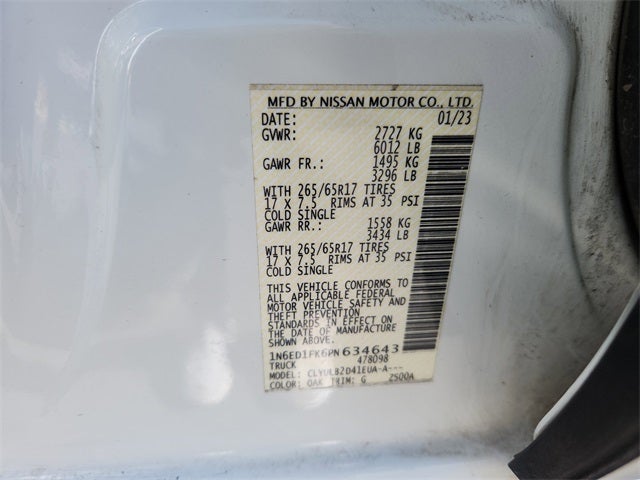 MFD BY NISSAN MOTOR CO., LTD.
DATE: 01/23
GVWR: 2727 KG
6012 LB
GAWR FR.: 1495 KG
3296 LB
WITH 265/65R17 TIRES
17 X 7.5 RIMS AT 35 PSI
COLD SINGLE
GAWR RR.: 1558 KG
3434 LB
WITH 265/65R17 TIRES
17 X 7.5 RIMS AT 35 PSI
COLD SINGLE
THIS VEHICLE CONFORMS TO
ALL APPLICABLE FEDERAL
MOTOR VEHICLE SAFETY AND
THEFT PREVENTION
STANDARDS IN EFFECT ON THE
DATE OF MANUFACTURE
SHOWN ABOVE.
1N6ED1FK6PN634643
TRUCK 478098
MODEL:
COLOR: QAK TRIM: G 2500A